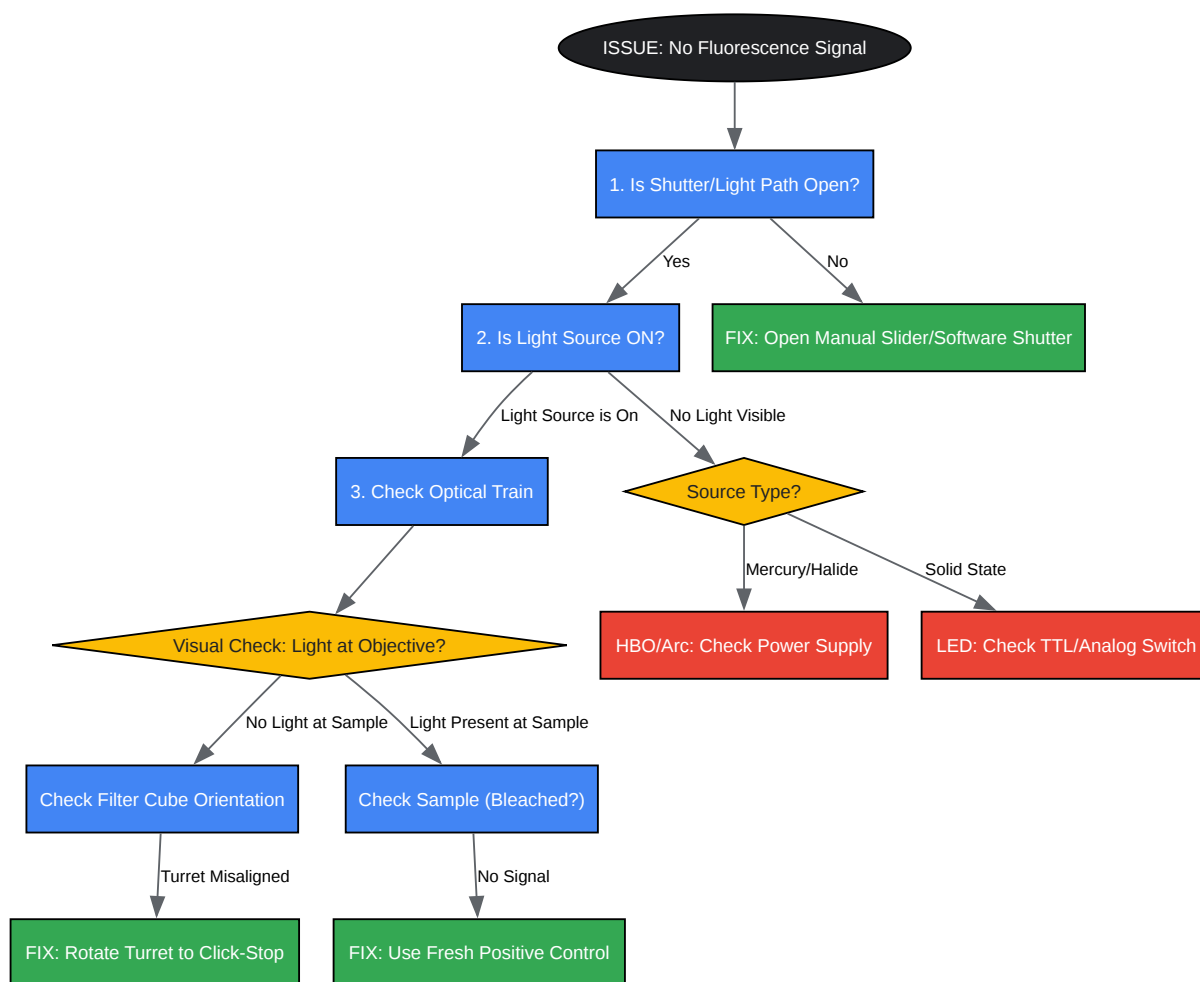 ISSUE: No Fluorescence Signal
1. Is Shutter/Light Path Open?
Yes
No
2. Is Light Source ON?
FIX: Open Manual Slider/Software Shutter
Light Source is On
No Light Visible
3. Check Optical Train
Source Type?
Mercury/Halide
Solid State
Visual Check: Light at Objective?
HBO/Arc: Check Power Supply
LED: Check TTL/Analog Switch
No Light at Sample
Light Present at Sample
Check Filter Cube Orientation
Check Sample (Bleached?)
Turret Misaligned
No Signal
FIX: Rotate Turret to Click-Stop
FIX: Use Fresh Positive Control